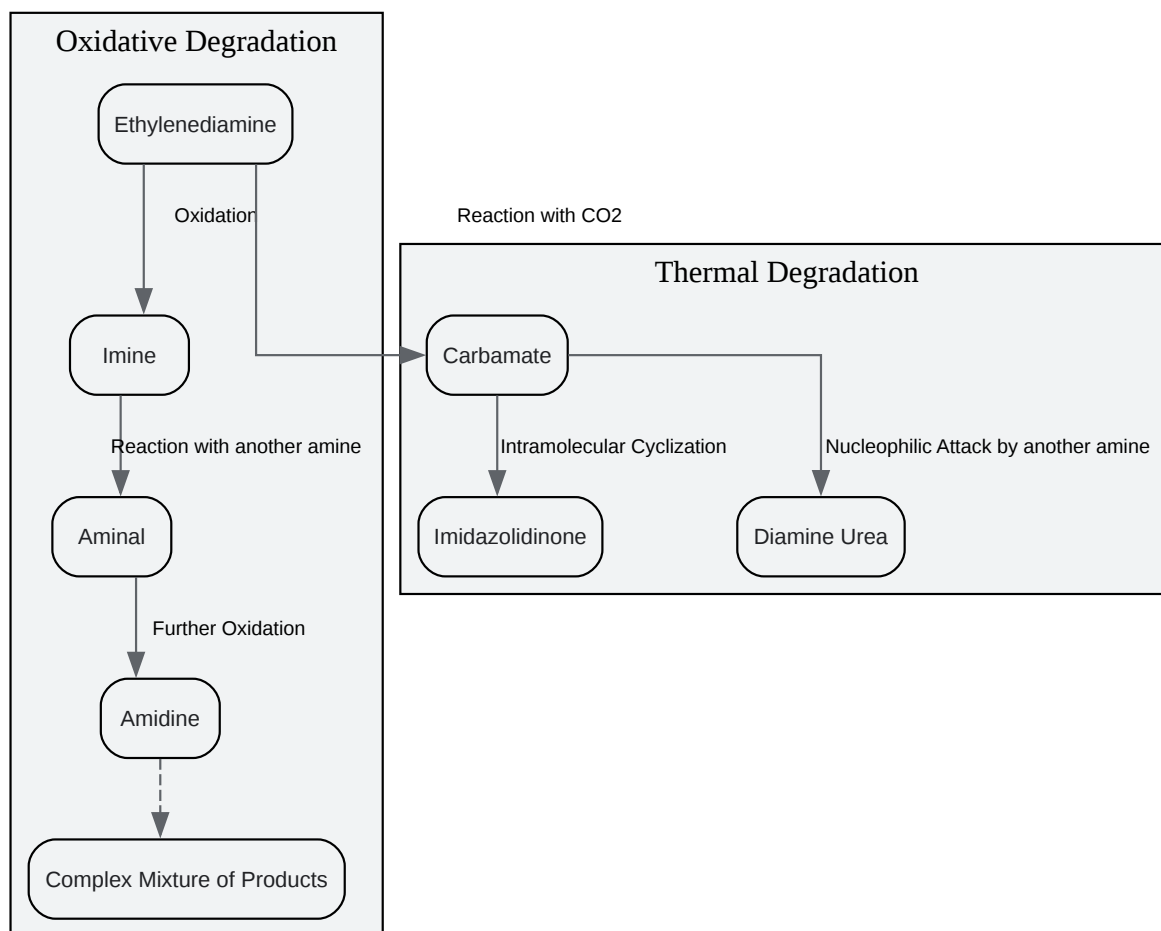 Oxidative Degradation
Ethylenediamine
Oxidation
Reaction with CO2
Thermal Degradation
Imine
Carbamate
Reaction with another amine
Intramolecular Cyclization
Nucleophilic Attack by another amine
Aminal
Imidazolidinone
Diamine Urea
Further Oxidation
Amidine
Complex Mixture of Products